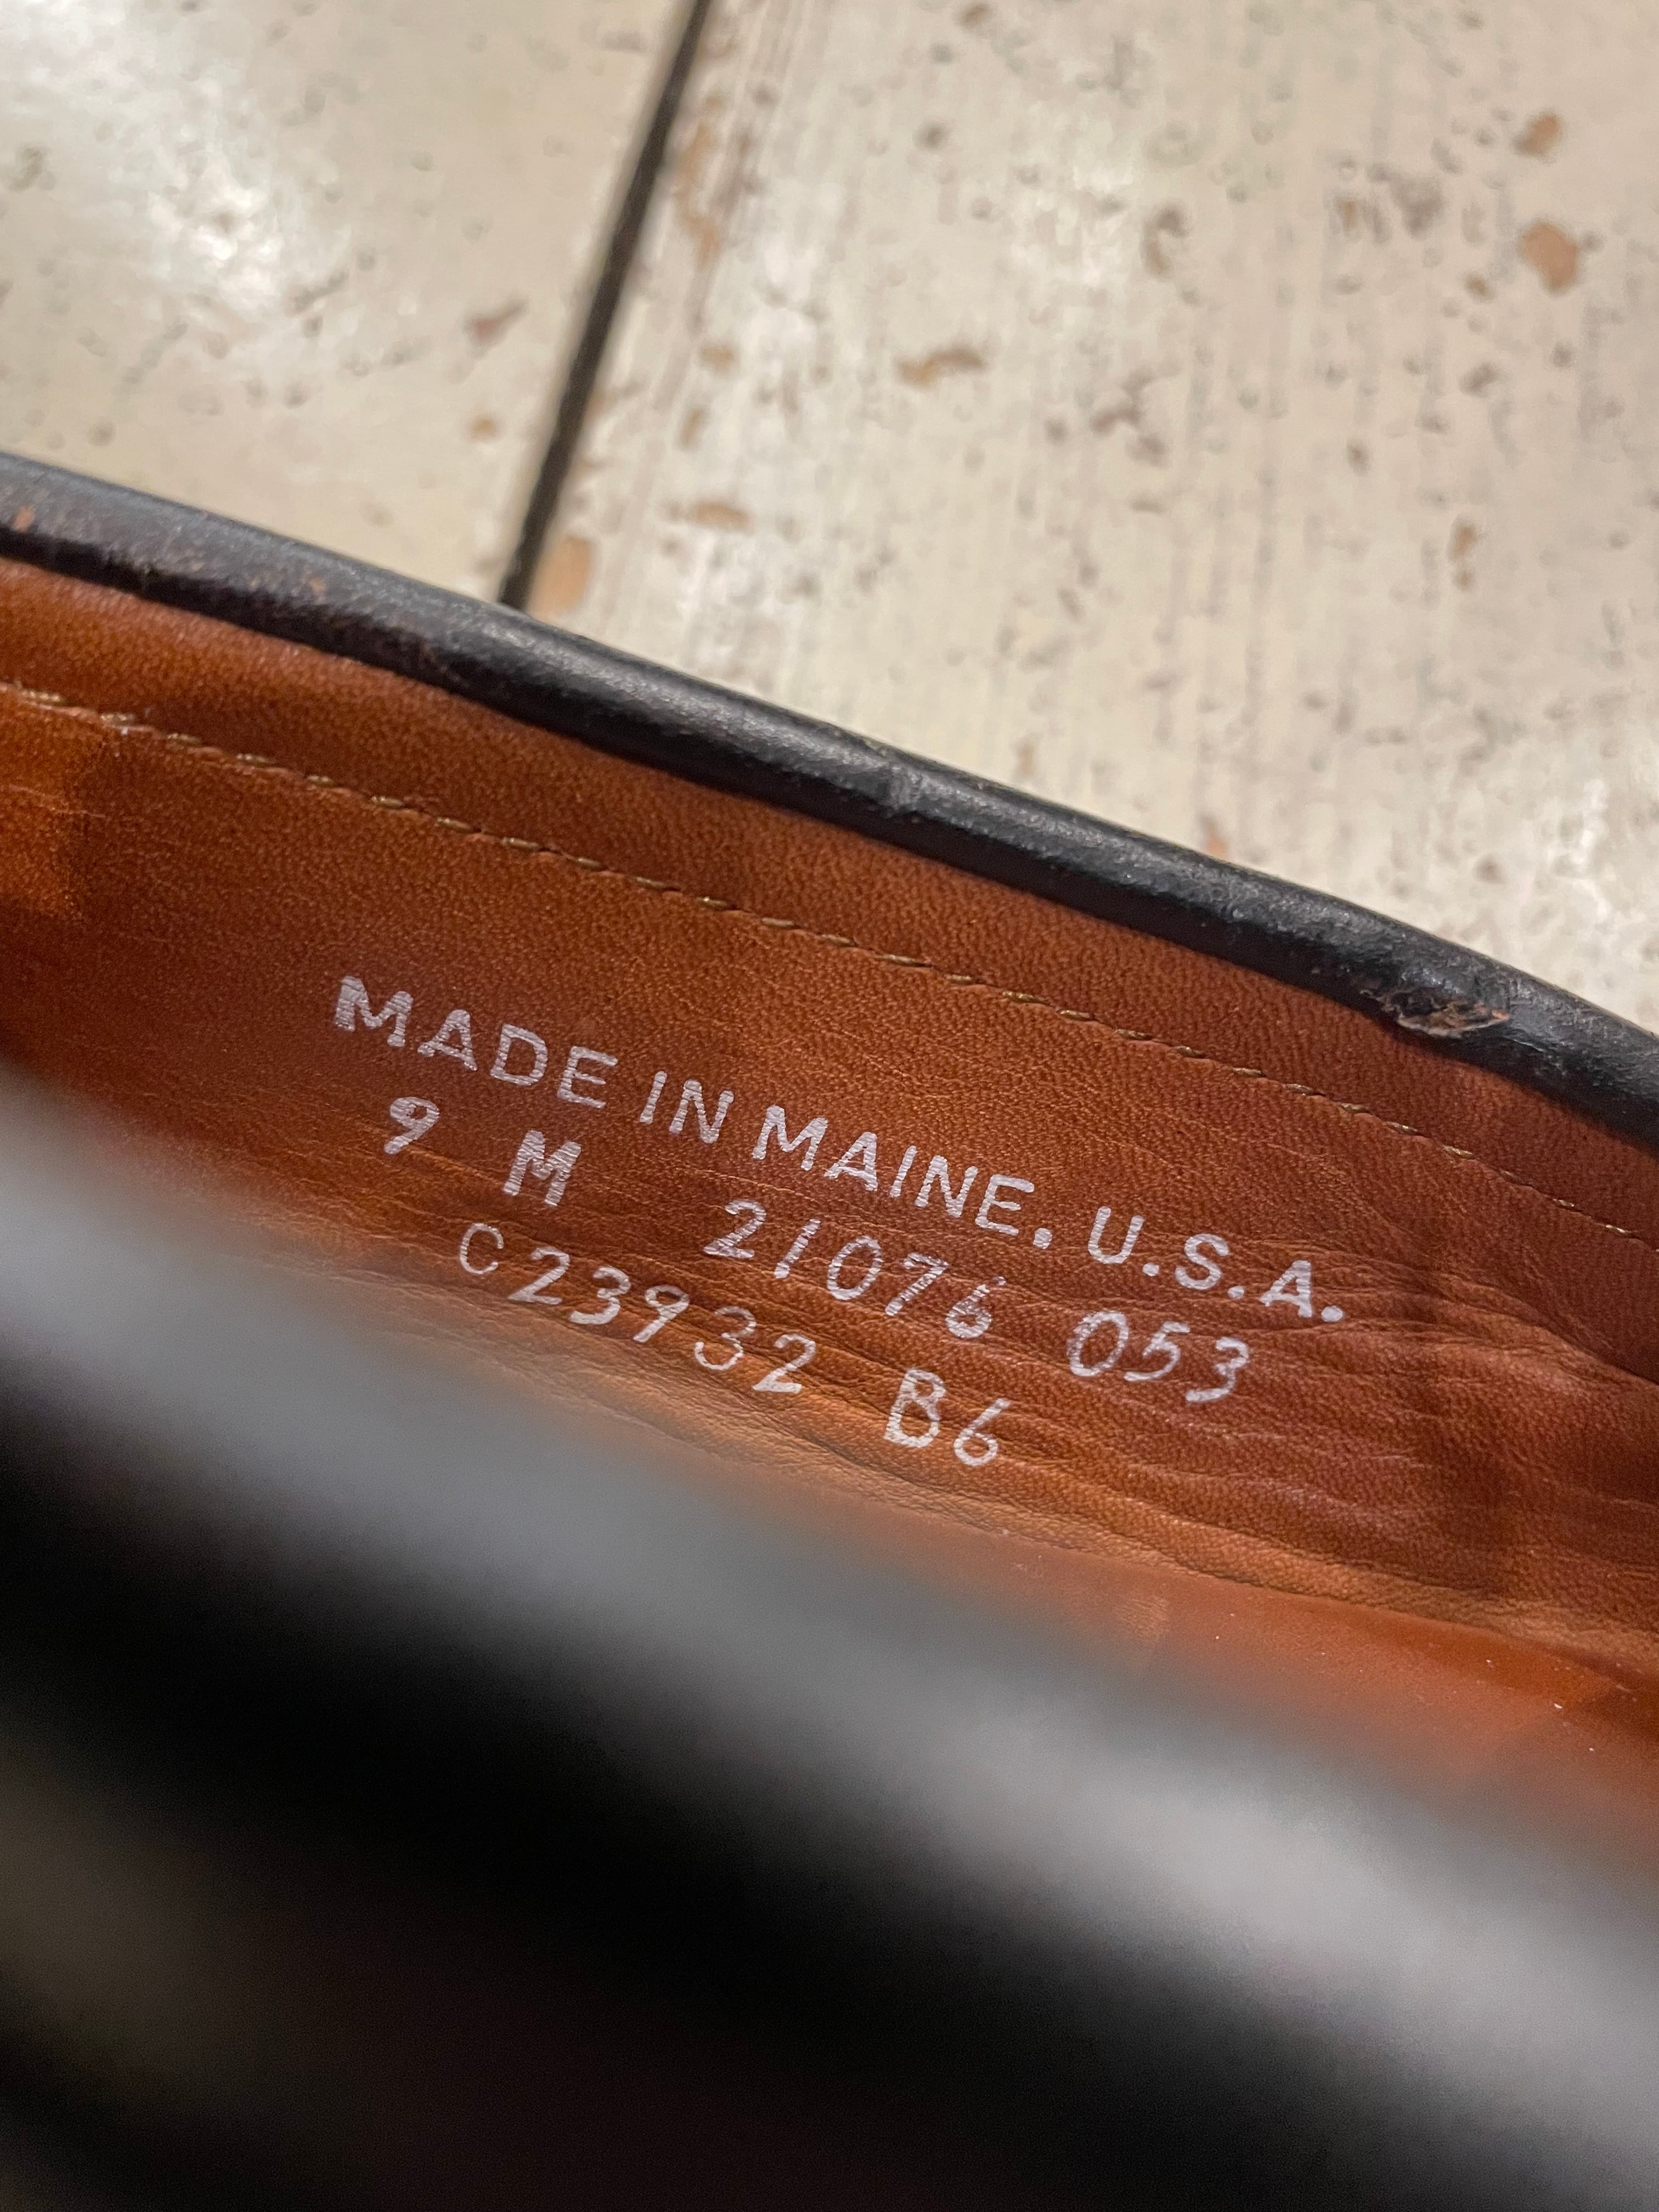 MADE IN MAINE. U.S.A.
9 M 21076 053
C23932 B6